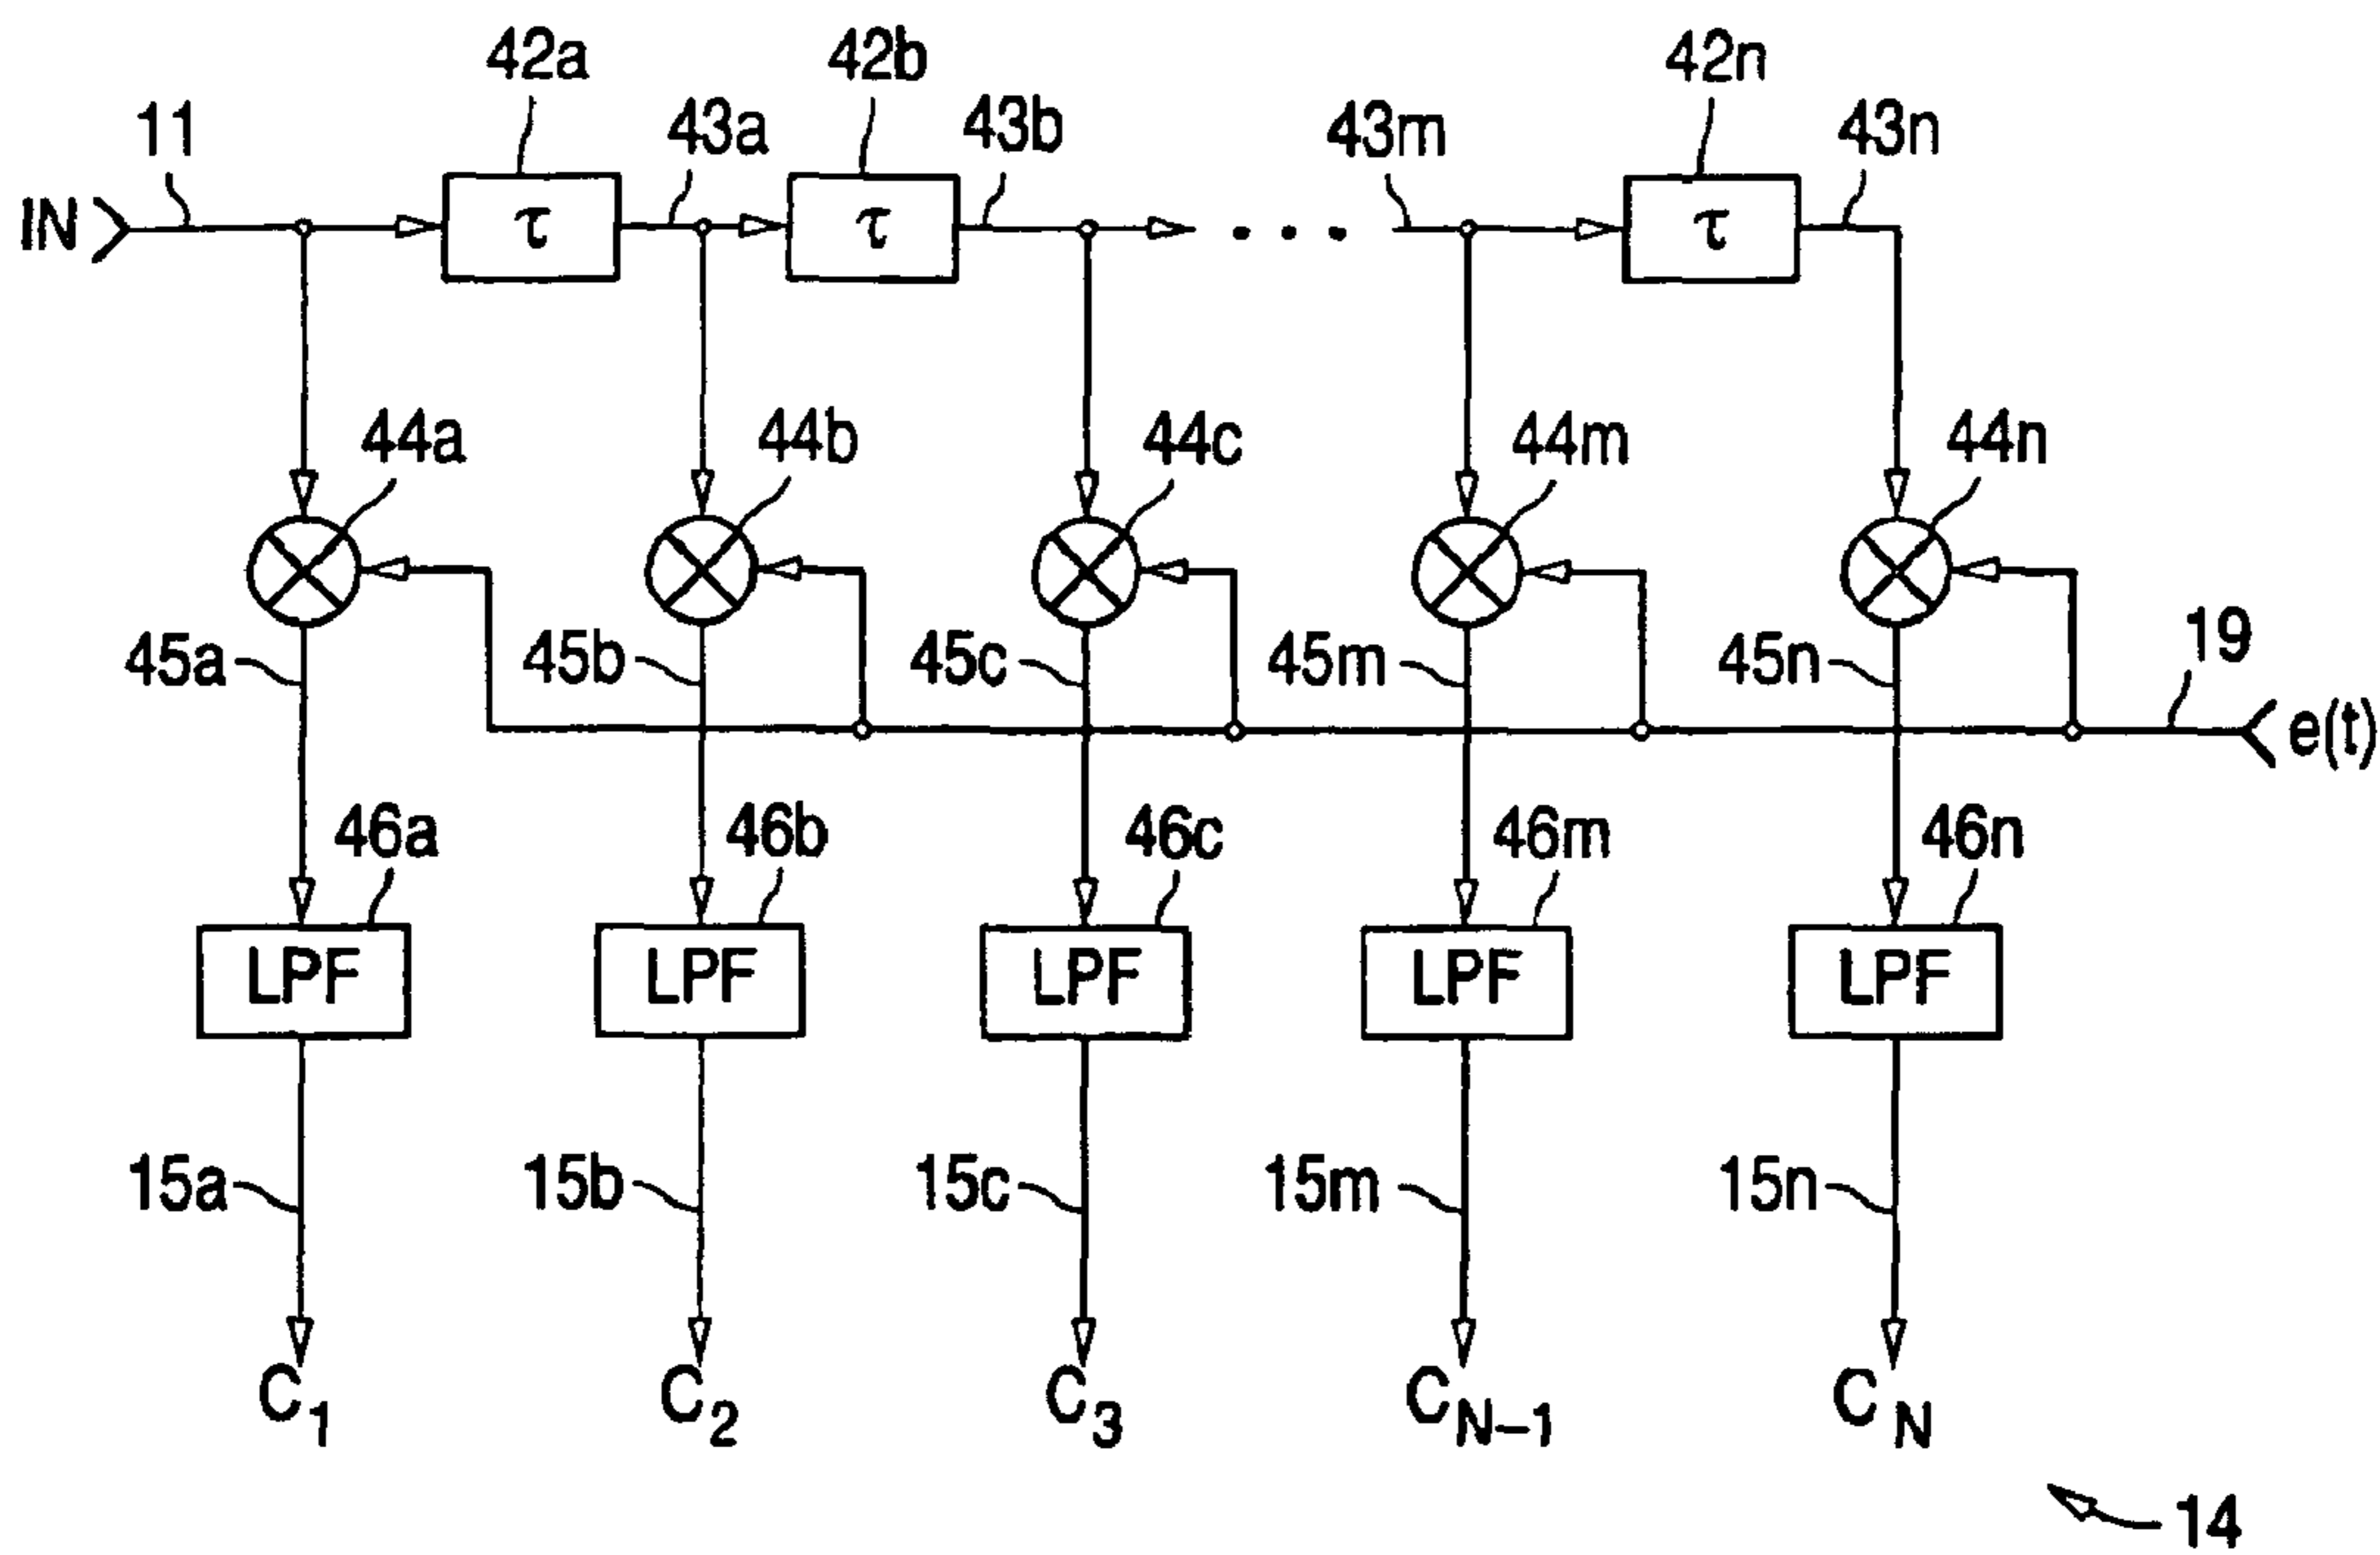 42a 42b 42n
11 43a 43b 43m 43n
IN τ τ . . . τ
44a 44b 44c 44m 44n
45a 45b 45c 45m 45n 19
e(t)
46a 46b 46c 46m 46n
LPF LPF LPF LPF LPF
15a 15b 15c 15m 15n
C1 C2 C3 CN-1 CN
14